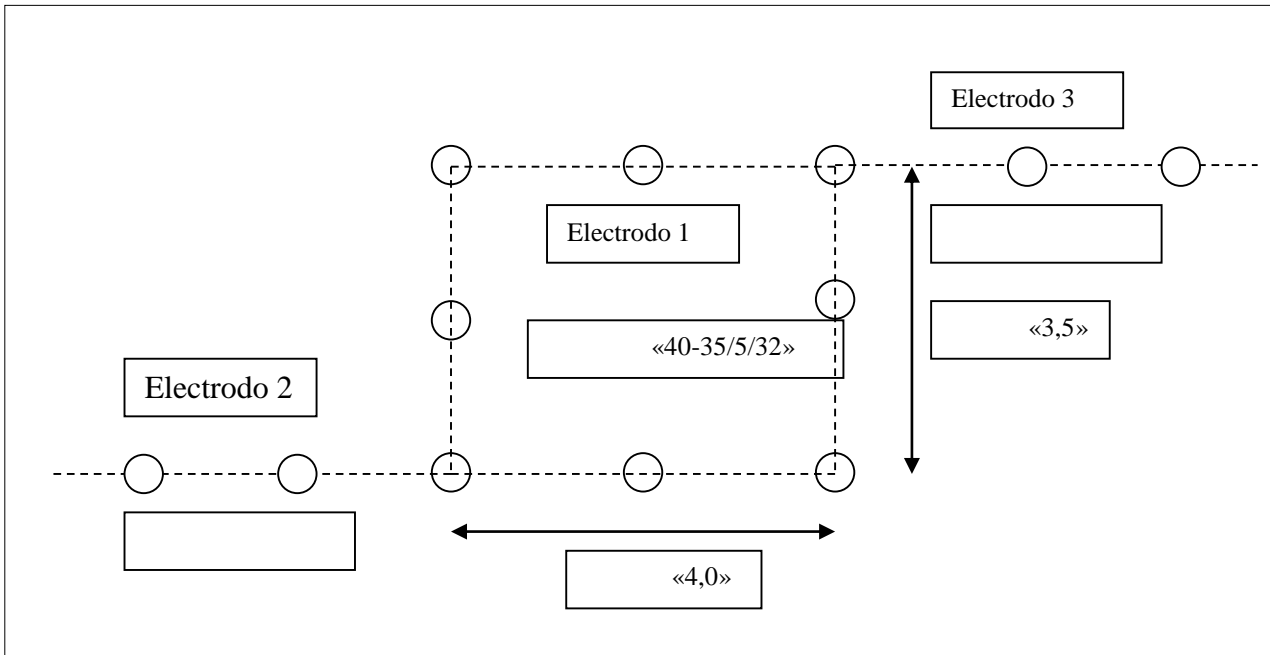 Electrodo 3
Electrodo 1
«3,5»
«40-35/5/32»
Electrodo 2
«4,0»